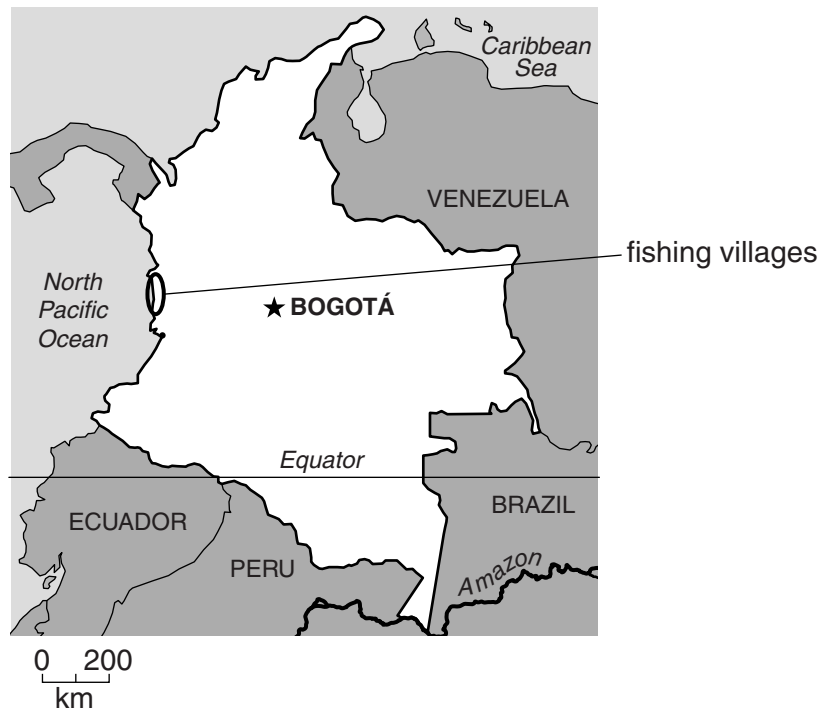 Caribbean
Sea
VENEZUELA
fishing villages
North
Pacific
Ocean
BOGOTÁ
Equator
ECUADOR
BRAZIL
PERU
Amazon
0 200
km